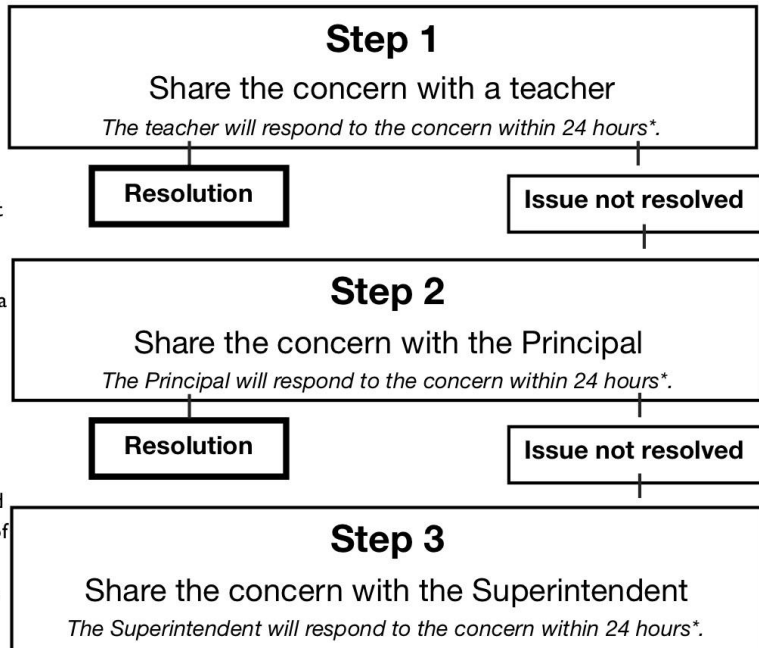 Step 1
Share the concern with a teacher
The teacher will respond to the concern within 24 hours*.
Resolution
Issue not resolved
Step 2
Share the concern with the Principal
The Principal will respond to the concern within 24 hours*.
Resolution
Issue not resolved
Step 3
Share the concern with the Superintendent
The Superintendent will respond to the concern within 24 hours*.